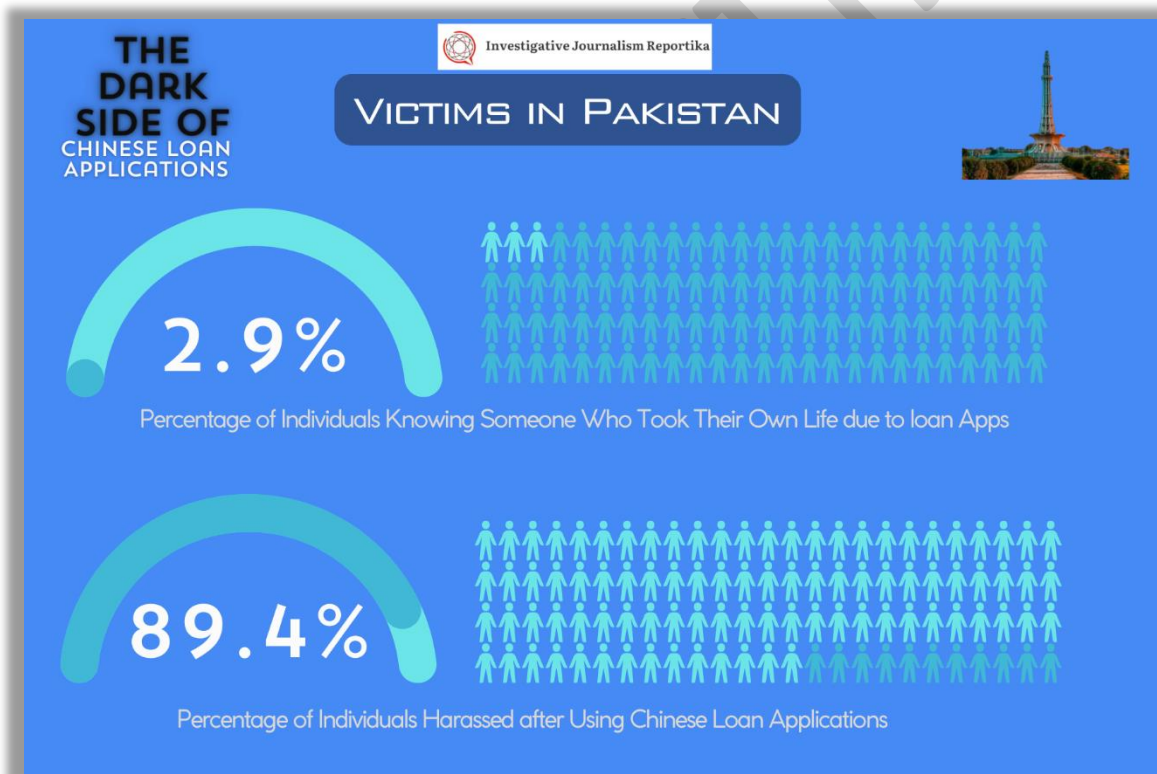 THE
DARK
SIDE OF
CHINESE LOAN
APPLICATIONS
Investigative Journalism Reportika
VICTIMS IN PAKISTAN
2.9%
Percentage of Individuals Knowing Someone Who Took Their Own Life due to loan Apps
89.4%
Percentage of Individuals Harassed after Using Chinese Loan Applications